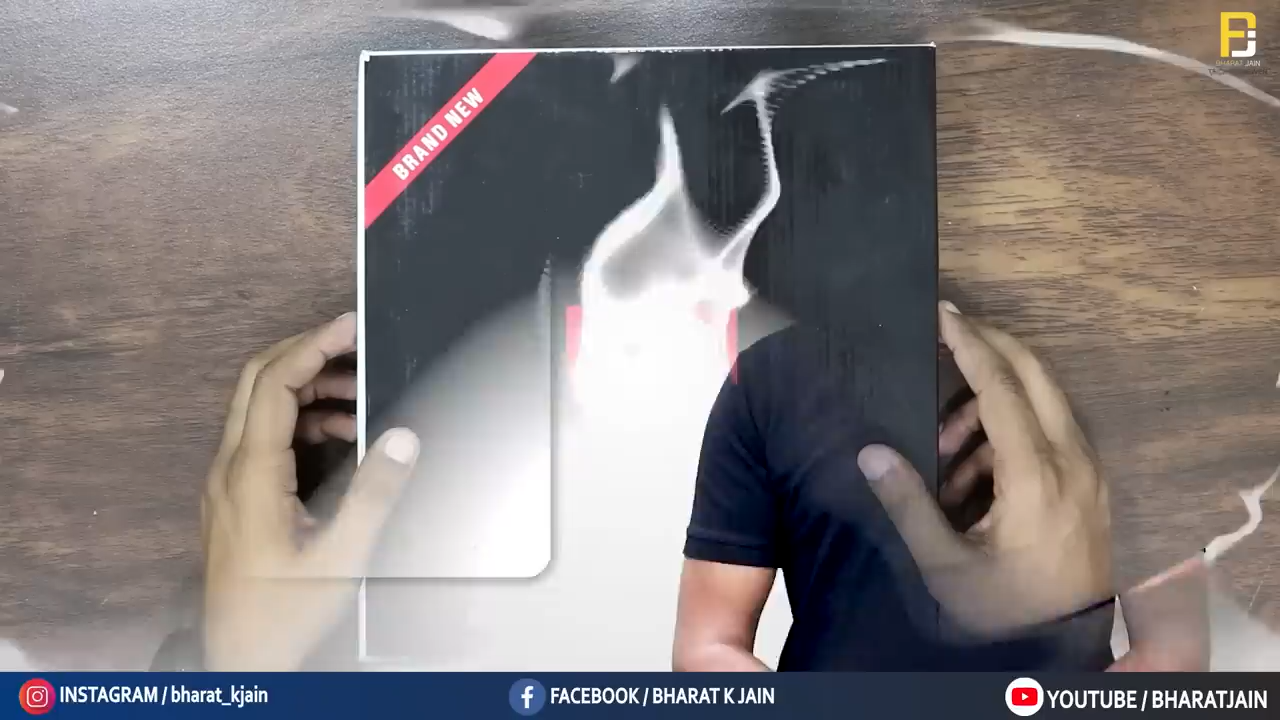 BRAND NEW
BHARAT JAIN
INSTAGRAM / bharat_kjain
FACEBOOK / BHARAT K JAIN
YOUTUBE / BHARATJAIN